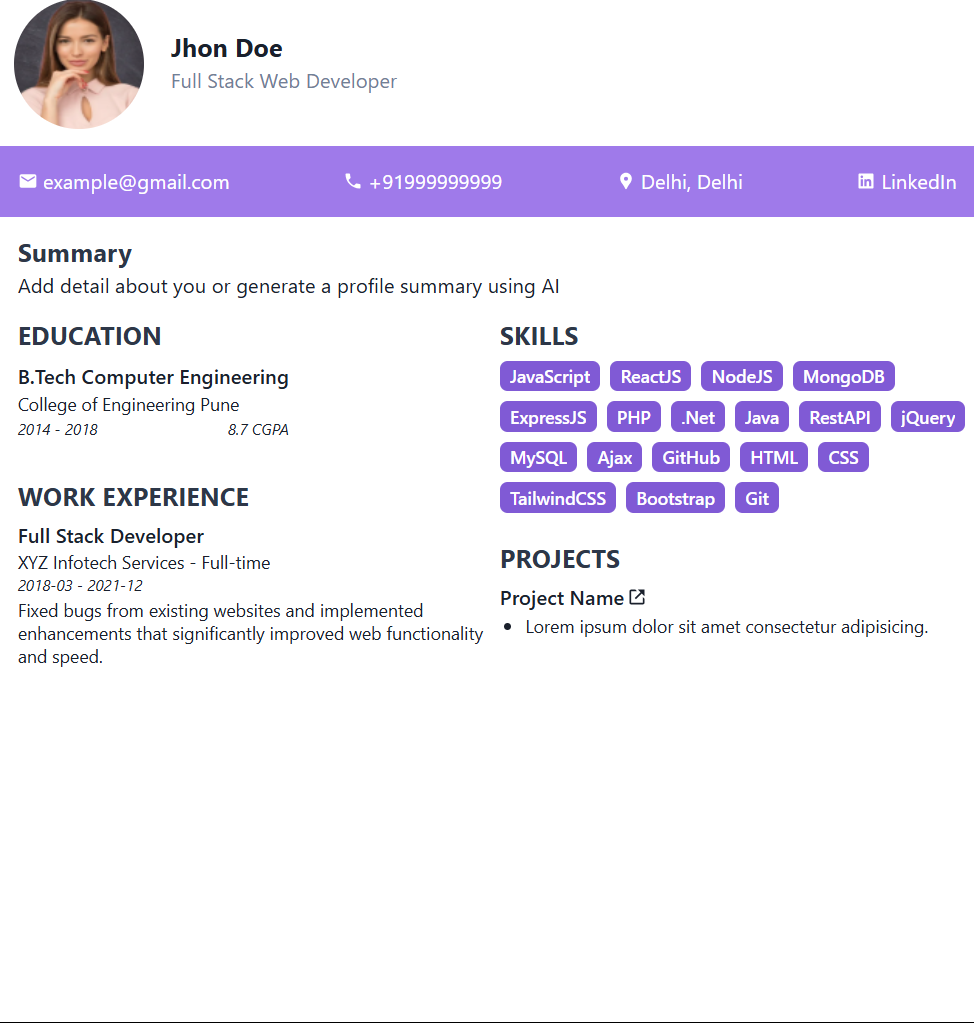 Jhon Doe
Full Stack Web Developer
example@gmail.com
+91999999999
Delhi, Delhi
LinkedIn
Summary
Add detail about you or generate a profile summary using AI
EDUCATION
B.Tech Computer Engineering
College of Engineering Pune
2014 - 2018 8.7 CGPA
WORK EXPERIENCE
Full Stack Developer
XYZ Infotech Services - Full-time
2018-03 - 2021-12
Fixed bugs from existing websites and implemented
enhancements that significantly improved web functionality
and speed.
SKILLS
JavaScript ReactJS NodeJS MongoDB
ExpressJS PHP .Net Java RestAPI jQuery
MySQL Ajax GitHub HTML CSS
TailwindCSS Bootstrap Git
PROJECTS
Project Name
• Lorem ipsum dolor sit amet consectetur adipisicing.